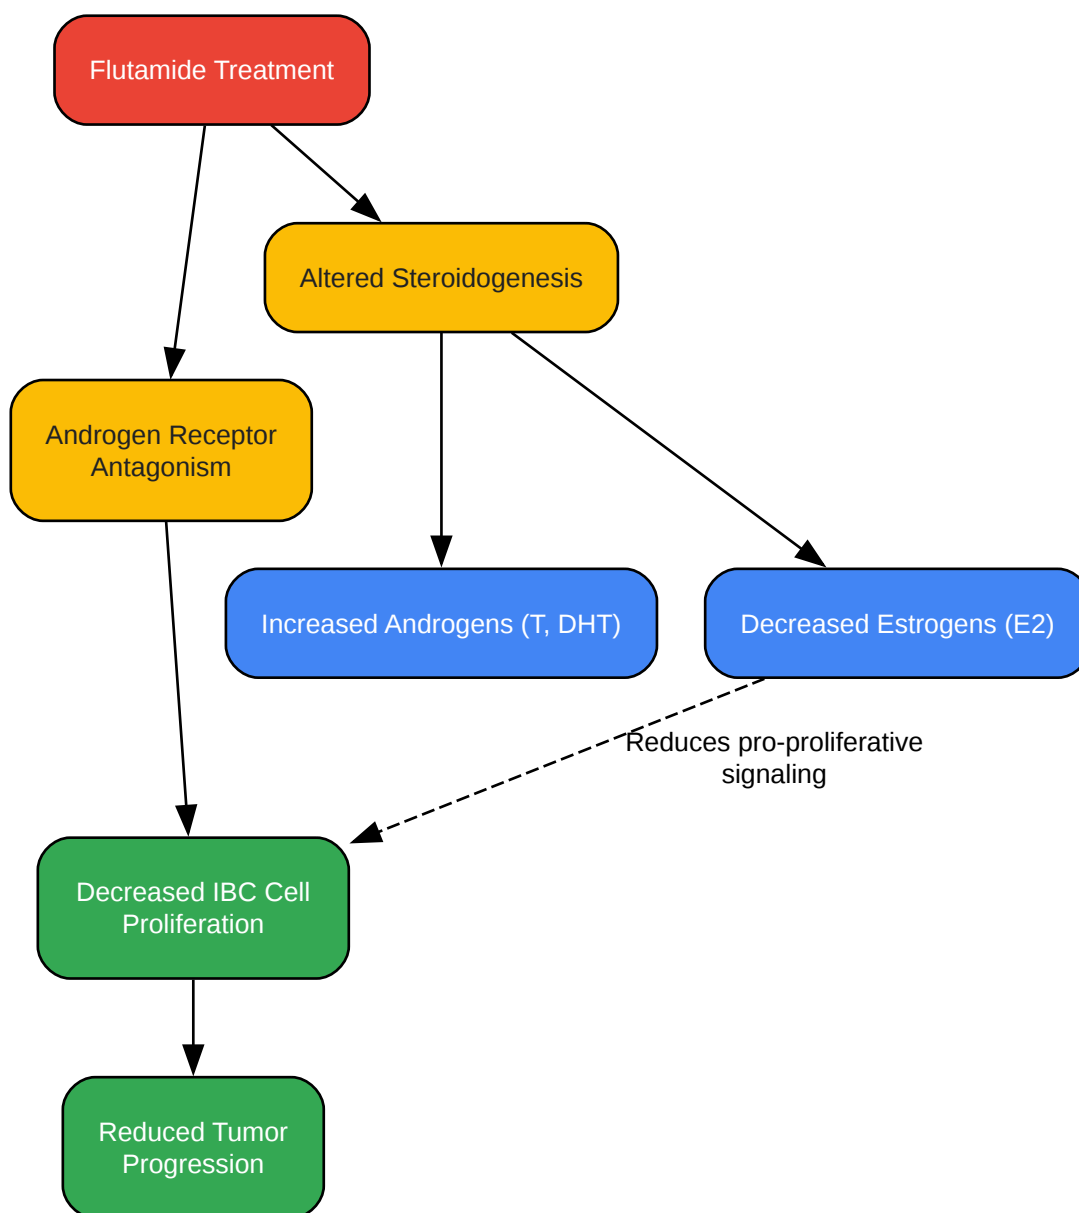 Flutamide Treatment
Altered Steroidogenesis
Androgen Receptor
Antagonism
Increased Androgens (T, DHT)
Decreased Estrogens (E2)
Reduces pro-proliferative
signaling
Decreased IBC Cell
Proliferation
Reduced Tumor
Progression